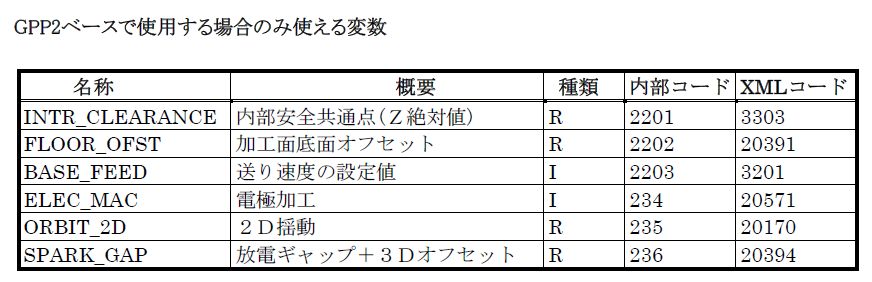 GPP2ベースで使用する場合のみ使える変数
名称 概要 種類 内部コード XMLコード
INTR_CLEARANCE 内部安全共通点(Z絶対値) R 2201 3303
FLOOR_OFST 加工面底面オフセット R 2202 20391
BASE_FEED 送り速度の設定値 I 2203 3201
ELEC_MAC 電極加工 I 234 20571
ORBIT_2D 2D揺動 R 235 20170
SPARK_GAP 放電ギャップ+3Dオフセット R 236 20394